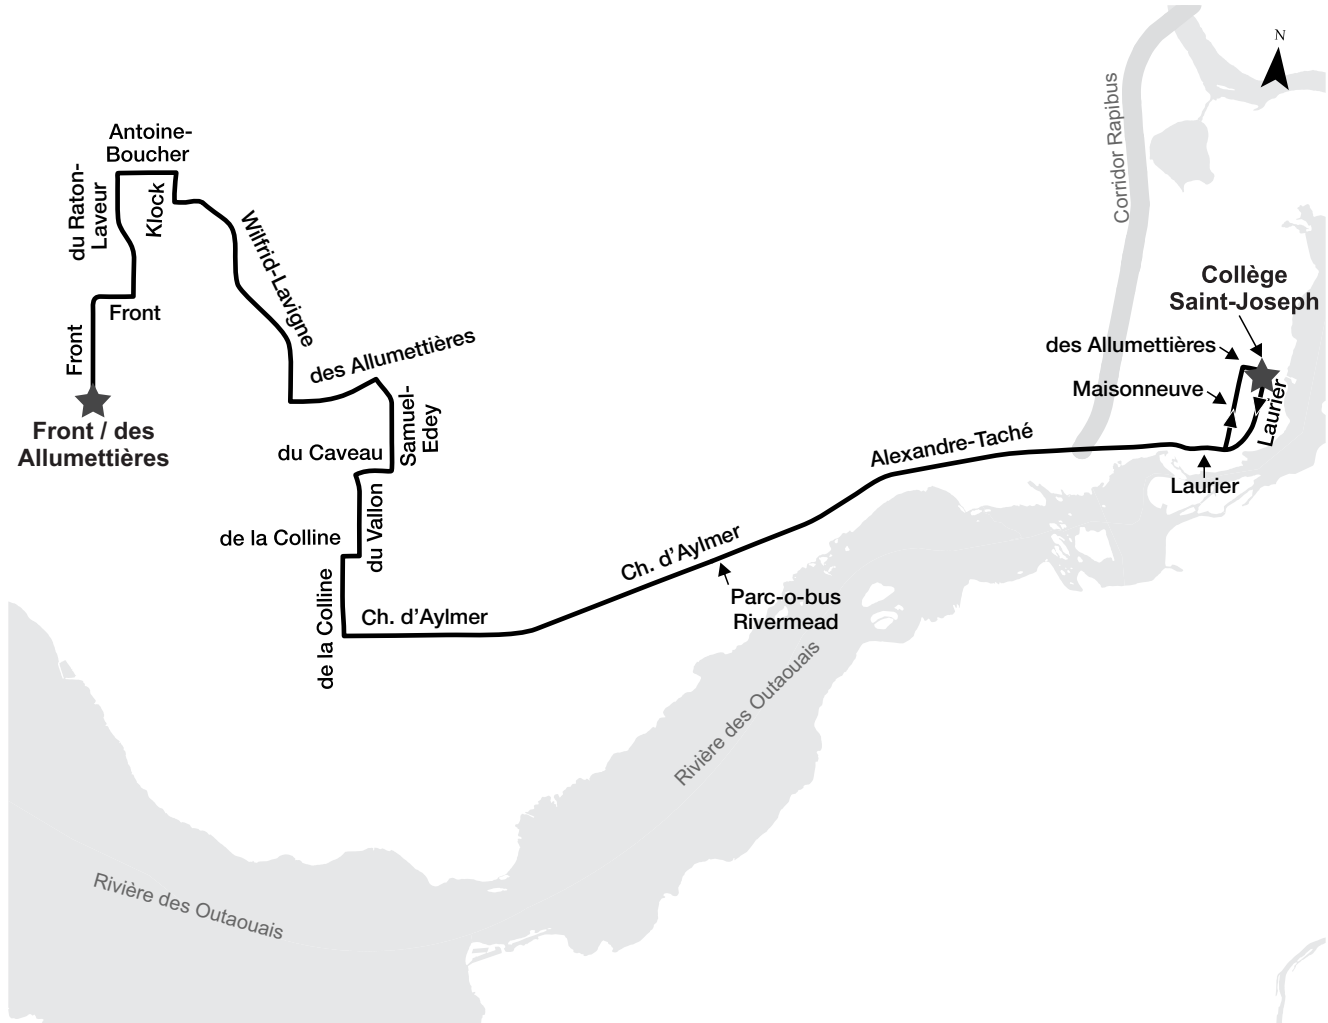 N
Corridor Rapibus
Antoine-
Boucher
du Raton-
Laveur
Klock
Wilfrid-Lavigne
Front
Front
Front / des
Allumettières
des Allumettières
Samuel-
Edey
du Caveau
du Vallon
de la Colline
de la Colline
Ch. d'Aylmer
Ch. d'Aylmer
Parc-o-bus
Rivermead
Alexandre-Taché
Collège
Saint-Joseph
des Allumettières
Maisonneuve
Laurier
Laurier
Rivière des Outaouais
Rivière des Outaouais